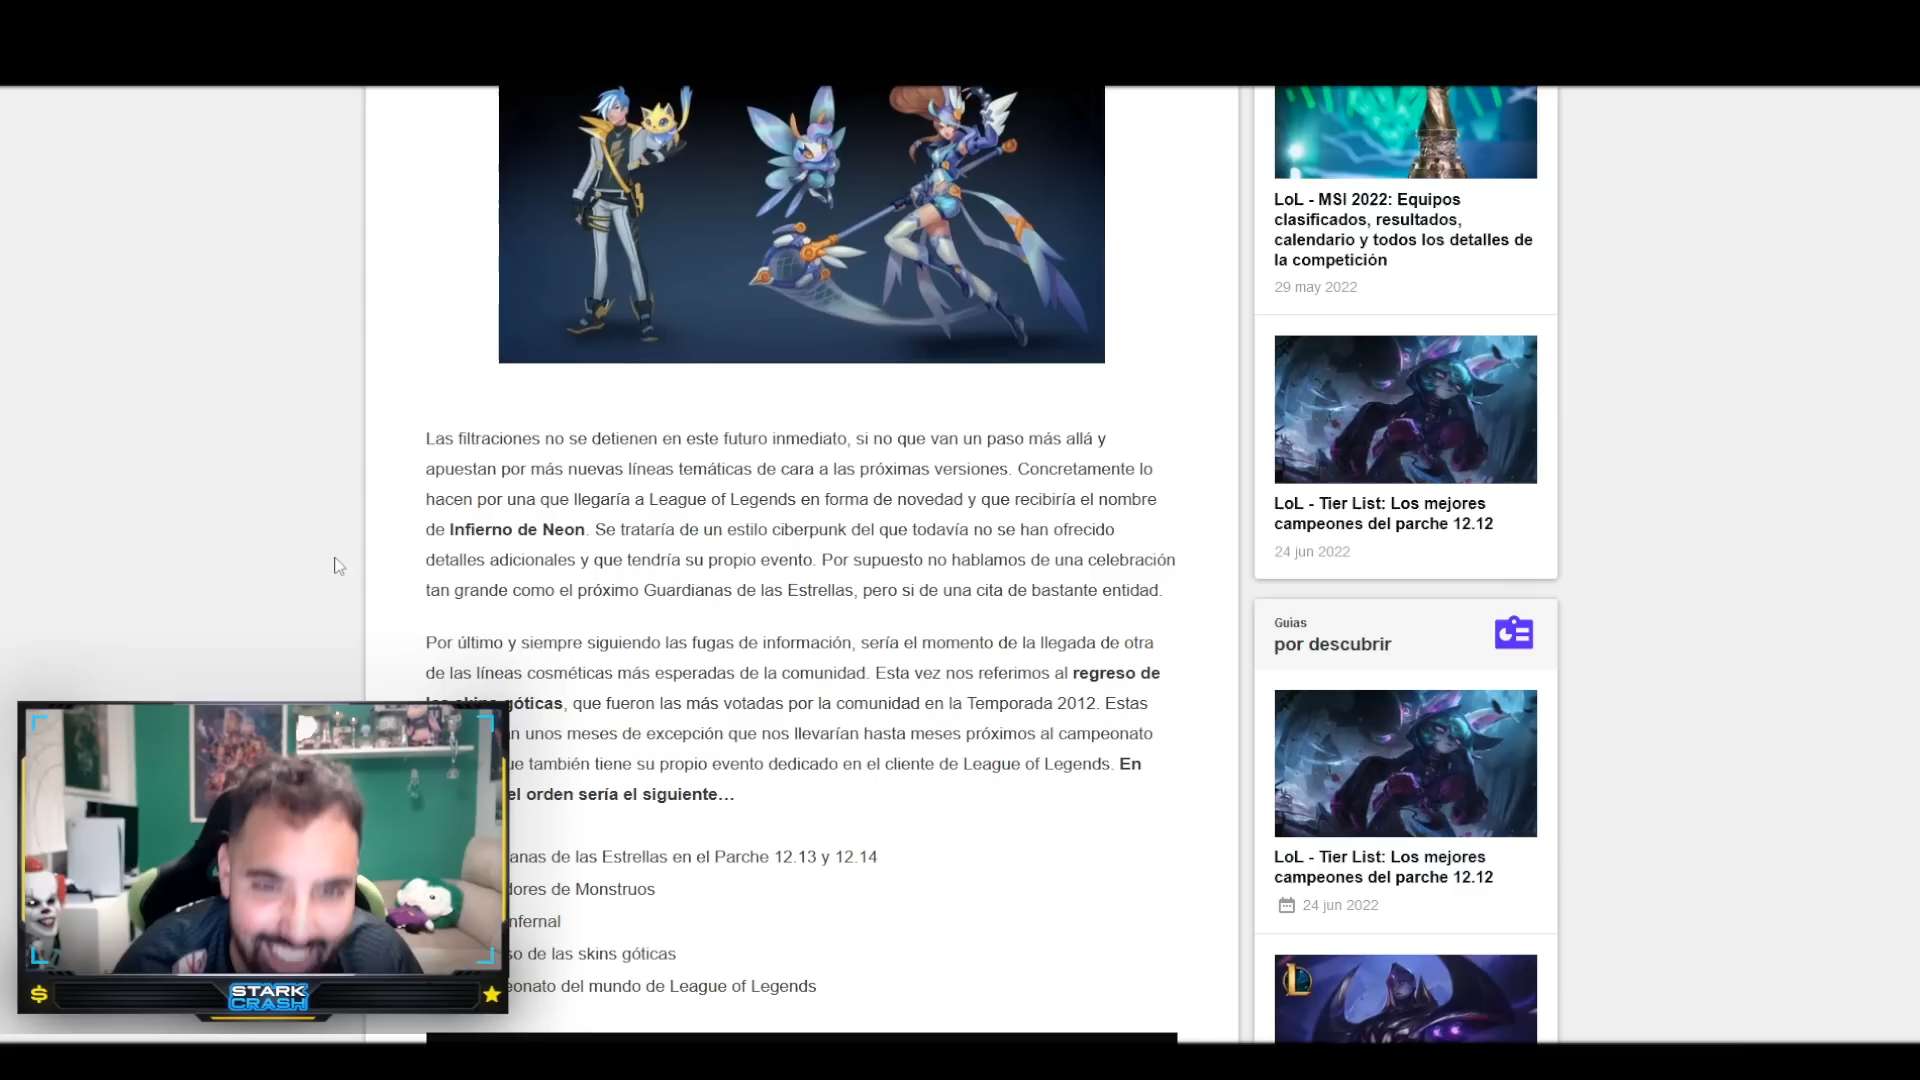 Las filtraciones no se detienen en este futuro inmediato, si no que van un paso más allá y
apuestan por más nuevas líneas temáticas de cara a las próximas versiones. Concretamente lo
hacen por una que llegaría a League of Legends en forma de novedad y que recibiría el nombre
de Infierno de Neon. Se trataría de un estilo ciberpunk del que todavía no se han ofrecido
detalles adicionales y que tendría su propio evento. Por supuesto no hablamos de una celebración
tan grande como el próximo Guardianas de las Estrellas, pero si de una cita de bastante entidad.
Por último y siempre siguiendo las fugas de información, sería el momento de la llegada de otra
de las líneas cosméticas más esperadas de la comunidad. Esta vez nos referimos al regreso de
góticas, que fueron las más votadas por la comunidad en la Temporada 2012. Estas
unos meses de excepción que nos llevarían hasta meses próximos al campeonato
también tiene su propio evento dedicado en el cliente de League of Legends. En
el orden sería el siguiente...
anas de las Estrellas en el Parche 12.13 y 12.14
dores de Monstruos
nfernal
so de las skins góticas
eonato del mundo de League of Legends
LoL - MSI 2022: Equipos
clasificados, resultados,
calendario y todos los detalles de
la competición
29 may 2022
LoL - Tier List: Los mejores
campeones del parche 12.12
24 jun 2022
Guias
por descubrir
LoL - Tier List: Los mejores
campeones del parche 12.12
24 jun 2022
L
$
STARK
CRASH